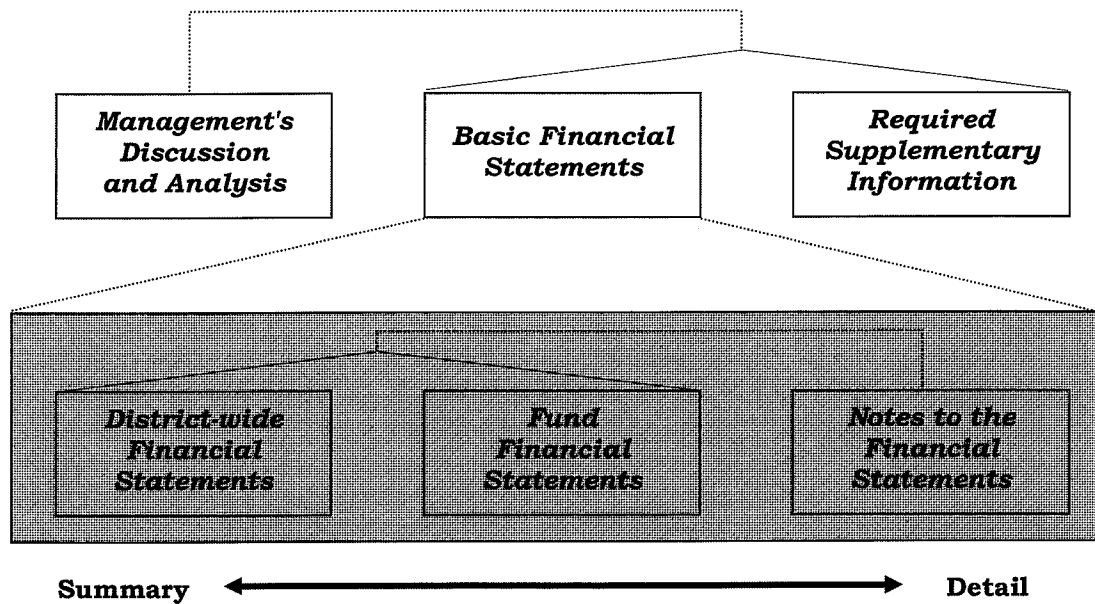 Management's
Discussion
and Analysis
Basic Financial
Statements
Required
Supplementary
Information
District-wide
Financial
Statements
Fund
Financial
Statements
Notes to the
Financial
Statements
Summary
Detail